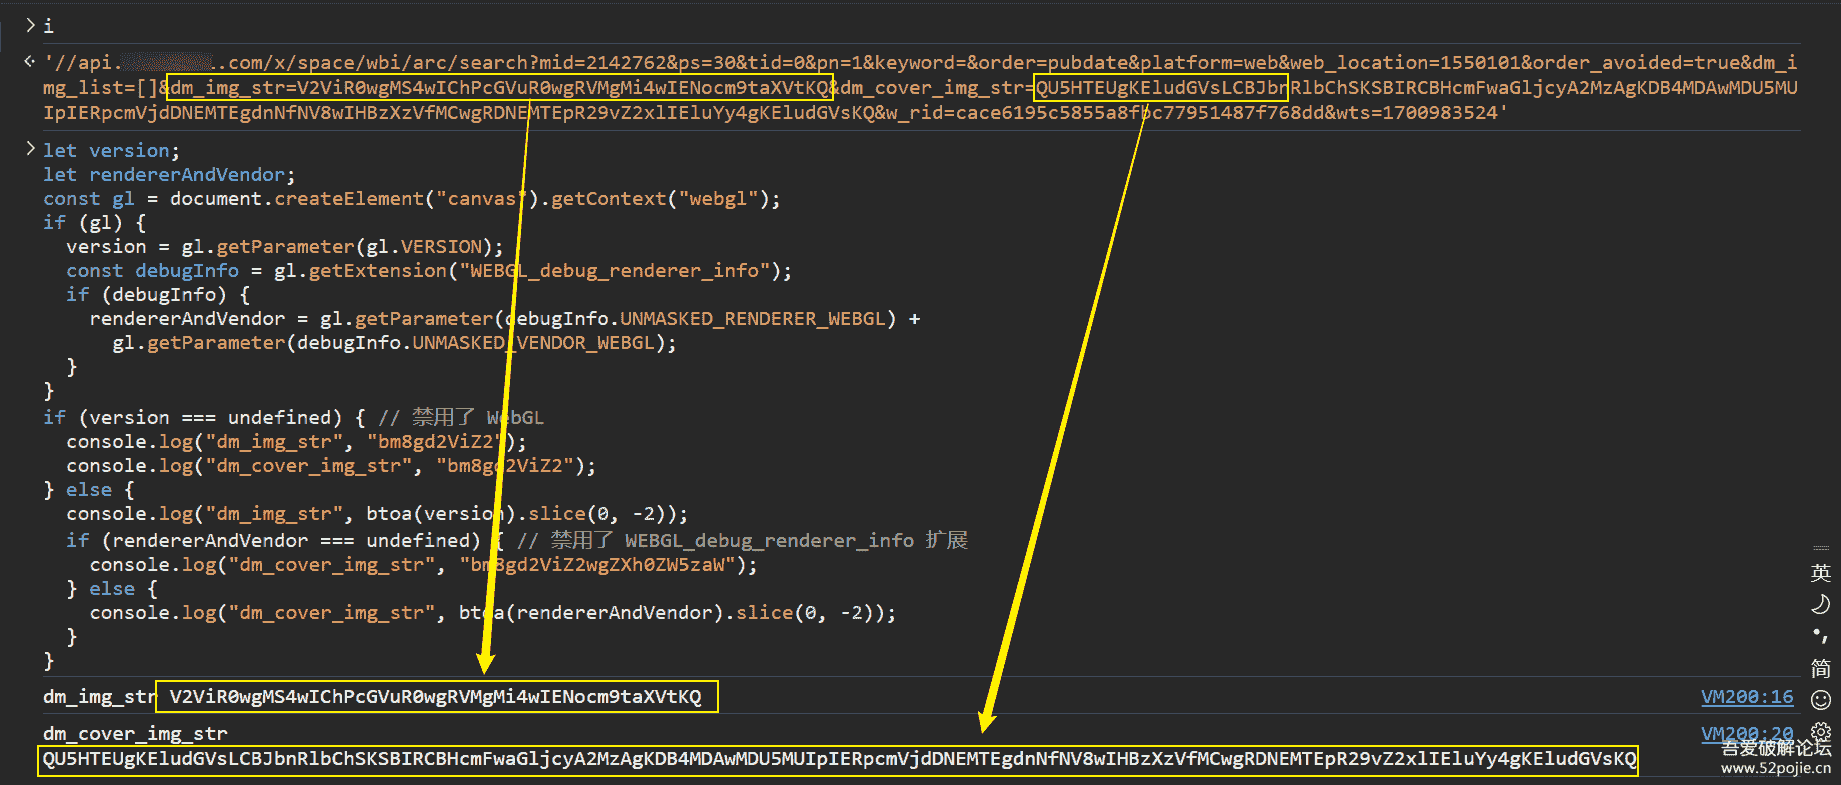 i
'//api.        .com/x/space/wbi/arc/search?mid=2142762&ps=30&tid=0&pn=1&keyword=&order=pubdate&platform=web&web_location=1550101&order_avoided=true&dm_i
mg_list=[]&dm_img_str=V2ViR0wgMS4wIChPcGVuR0wgRVMgMi4wIENocm9taXVtKQ&dm_cover_img_str=QU5HTEUgKEludGVsLCBJbnRlbChSKSBIRCBHcmFwaGljcyA2MzAgKDB4MDAwMDU5MU
IpIERpcmVjdDNEMTEgdnNfNV8wIHBzXzVfMCwgRDNEMTEpR29vZ2xlIEluYy4gKEludGVsKQ&w_rid=cace6195c5855a8fbc77951487f768dd&wts=1700983524'
let version;
let rendererAndVendor;
const gl = document.createElement("canvas").getContext("webgl");
if (gl) {
  version = gl.getParameter(gl.VERSION);
  const debugInfo = gl.getExtension("WEBGL_debug_renderer_info");
  if (debugInfo) {
    rendererAndVendor = gl.getParameter(debugInfo.UNMASKED_RENDERER_WEBGL) +
      gl.getParameter(debugInfo.UNMASKED_VENDOR_WEBGL);
  }
}
if (version === undefined) { // 禁用了 WebGL
  console.log("dm_img_str", "bm8gd2ViZ2");
  console.log("dm_cover_img_str", "bm8gd2ViZ2");
} else {
  console.log("dm_img_str", btoa(version).slice(0, -2));
  if (rendererAndVendor === undefined) { // 禁用了 WEBGL_debug_renderer_info 扩展
    console.log("dm_cover_img_str", "bm8gd2ViZ2wgZXh0ZW5zaW");
  } else {
    console.log("dm_cover_img_str", btoa(rendererAndVendor).slice(0, -2));
  }
}
dm_img_str V2ViR0wgMS4wIChPcGVuR0wgRVMgMi4wIENocm9taXVtKQ VM200:16
dm_cover_img_str VM200:20
QU5HTEUgKEludGVsLCBJbnRlbChSKSBIRCBHcmFwaGljcyA2MzAgKDB4MDAwMDU5MUIpIERpcmVjdDNEMTEgdnNfNV8wIHBzXzVfMCwgRDNEMTEpR29vZ2xlIEluYy4gKEludGVsKQ
英
简
吾爱破解论坛
www.52pojie.cn